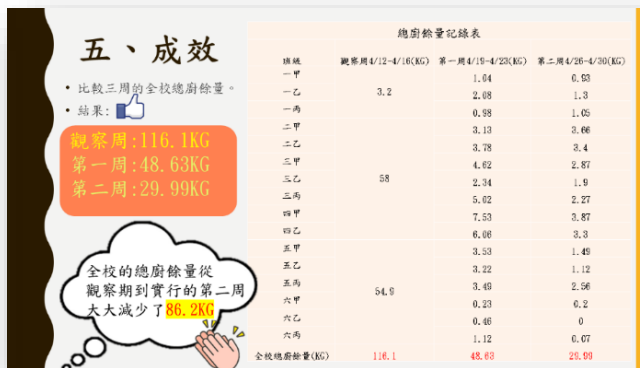 五、成效
• 比較三周的全校總廚餘量。
• 結果:
觀察周:116.1KG
第一周:48.63KG
第二周:29.99KG
全校的總廚餘量從
觀察期到實行的第二周
大大減少了86.2KG
總廚餘量記錄表
班級 觀察周4/12-4/16(KG) 第一周4/19-4/23(KG) 第二周4/26-4/30(KG)
一甲 1.64 0.93
一乙 3.2 2.08 1.3
一丙 0.98 1.05
二甲 3.13 3.66
二乙 3.78 3.4
三甲 4.62 2.87
三乙 58 2.34 1.9
三丙 5.02 2.27
四甲 7.53 3.87
四乙 6.06 3.3
五甲 3.53 1.49
五乙 3.22 1.12
五丙 54.9 3.49 2.56
六甲 0.23 0.2
六乙 0.46 0
六丙 1.12 0.07
全校總廚餘量(KG) 116.1 48.63 29.99